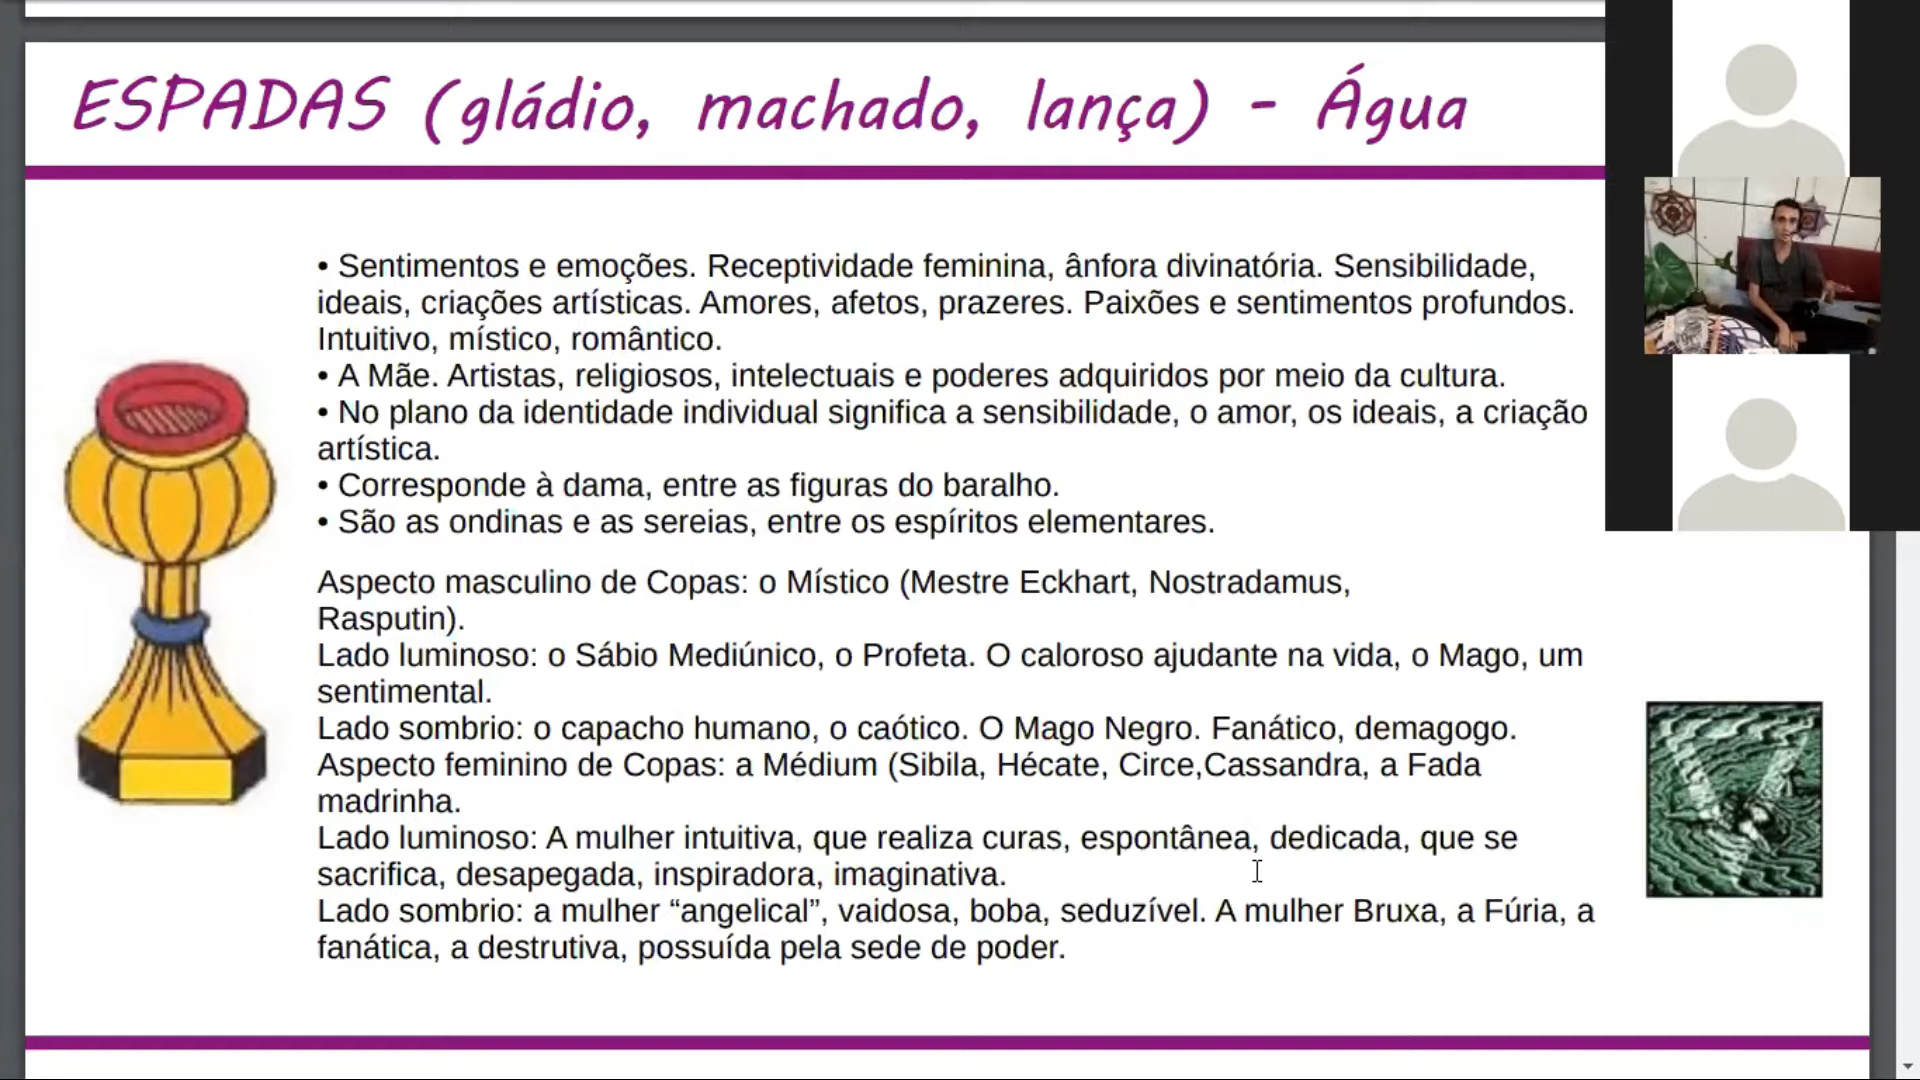 ESPADAS (gládio, machado, lança) - Água
• Sentimentos e emoções. Receptividade feminina, ânfora divinatória. Sensibilidade,
ideais, criações artísticas. Amores, afetos, prazeres. Paixões e sentimentos profundos.
Intuitivo, místico, romântico.
• A Mãe. Artistas, religiosos, intelectuais e poderes adquiridos por meio da cultura.
• No plano da identidade individual significa a sensibilidade, o amor, os ideais, a criação
artística.
• Corresponde à dama, entre as figuras do baralho.
• São as ondinas e as sereias, entre os espíritos elementares.
Aspecto masculino de Copas: o Místico (Mestre Eckhart, Nostradamus,
Rasputin).
Lado luminoso: o Sábio Mediúnico, o Profeta. O caloroso ajudante na vida, o Mago, um
sentimental.
Lado sombrio: o capacho humano, o caótico. O Mago Negro. Fanático, demagogo.
Aspecto feminino de Copas: a Médium (Sibila, Hécate, Circe,Cassandra, a Fada
madrinha.
Lado luminoso: A mulher intuitiva, que realiza curas, espontânea, dedicada, que se
sacrifica, desapegada, inspiradora, imaginativa.
Lado sombrio: a mulher “angelical”, vaidosa, boba, seduzível. A mulher Bruxa, a Fúria, a
fanática, a destrutiva, possuída pela sede de poder.